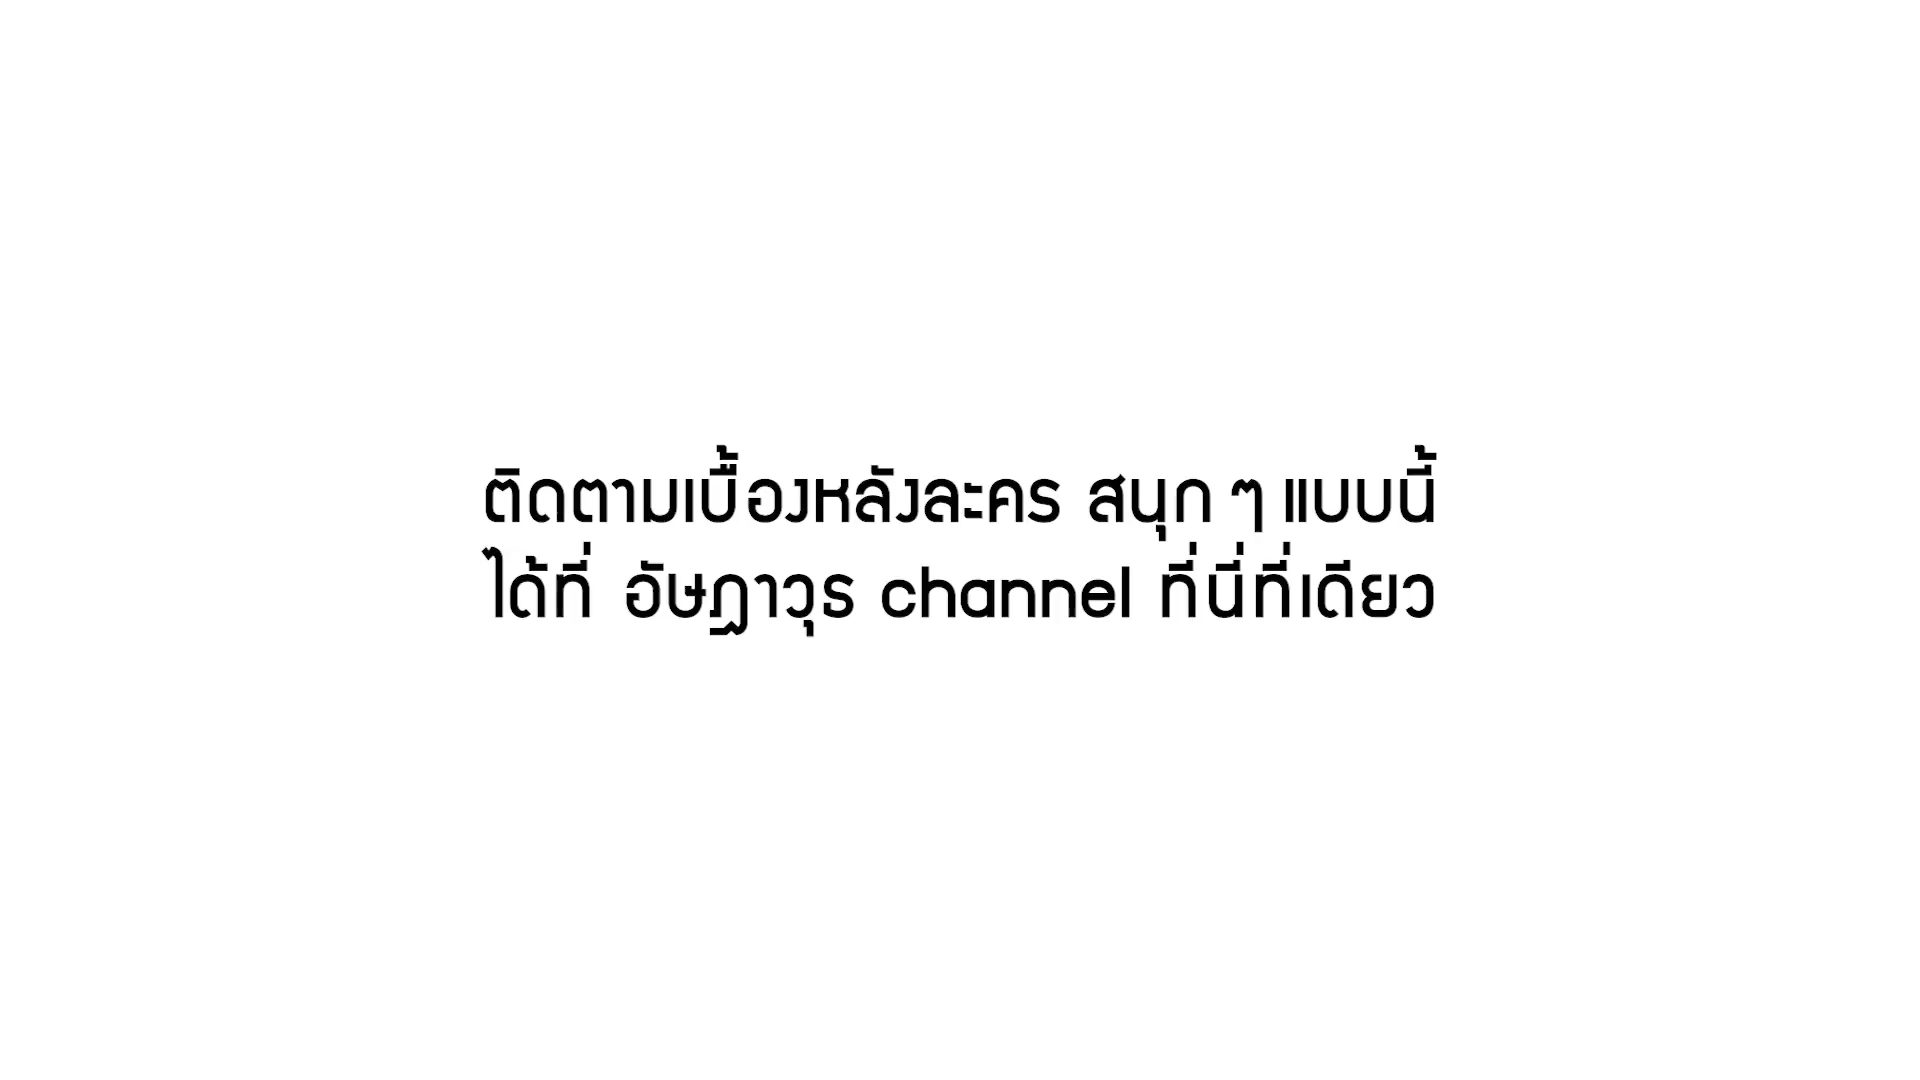 ติดตามเบื้องหลังละคร สนุก ๆ แบบนี้
ได้ที่ อัษฎาวุธ channel ที่นี่ที่เดียว